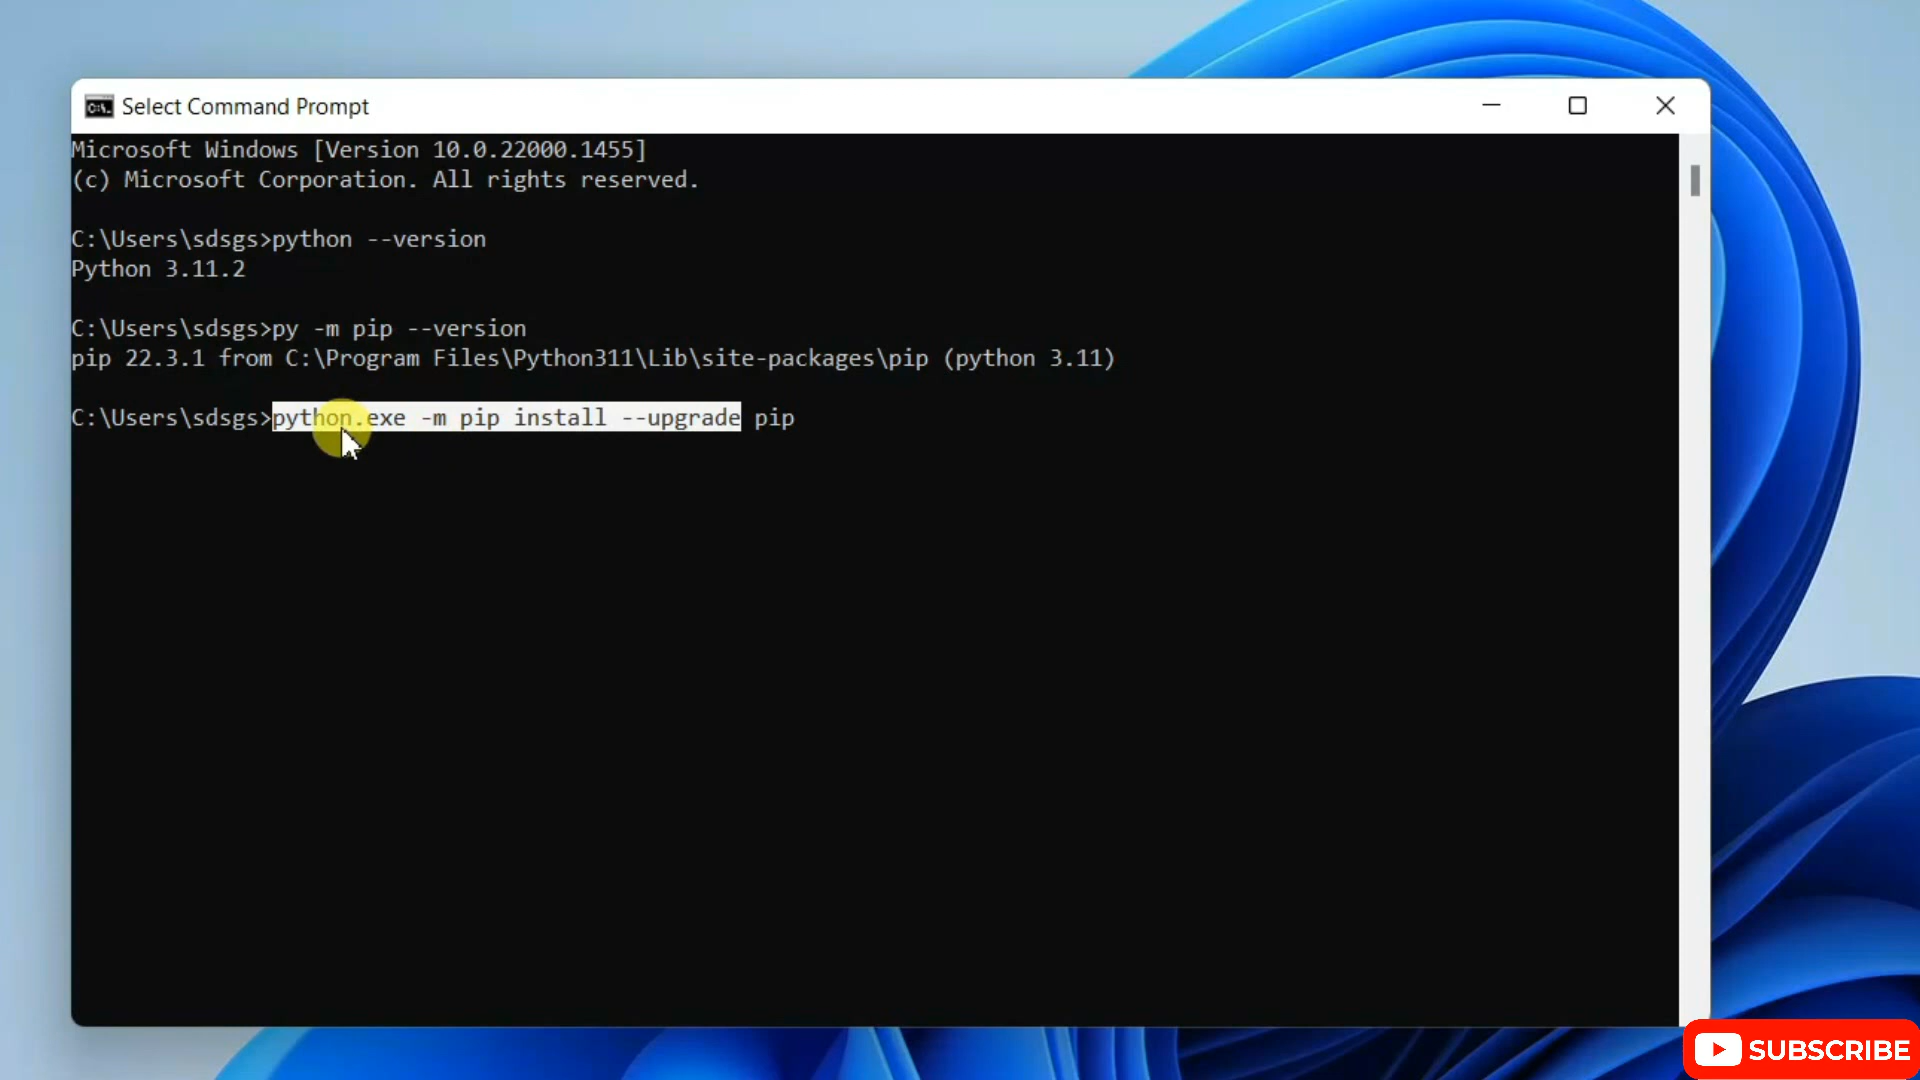 Select Command Prompt
Microsoft Windows [Version 10.0.22000.1455]
(c) Microsoft Corporation. All rights reserved.
C:\Users\sdsgs>python --version
Python 3.11.2
C:\Users\sdsgs>py -m pip --version
pip 22.3.1 from C:\Program Files\Python311\Lib\site-packages\pip (python 3.11)
C:\Users\sdsgs>python.exe -m pip install --upgrade pip
SUBSCRIBE